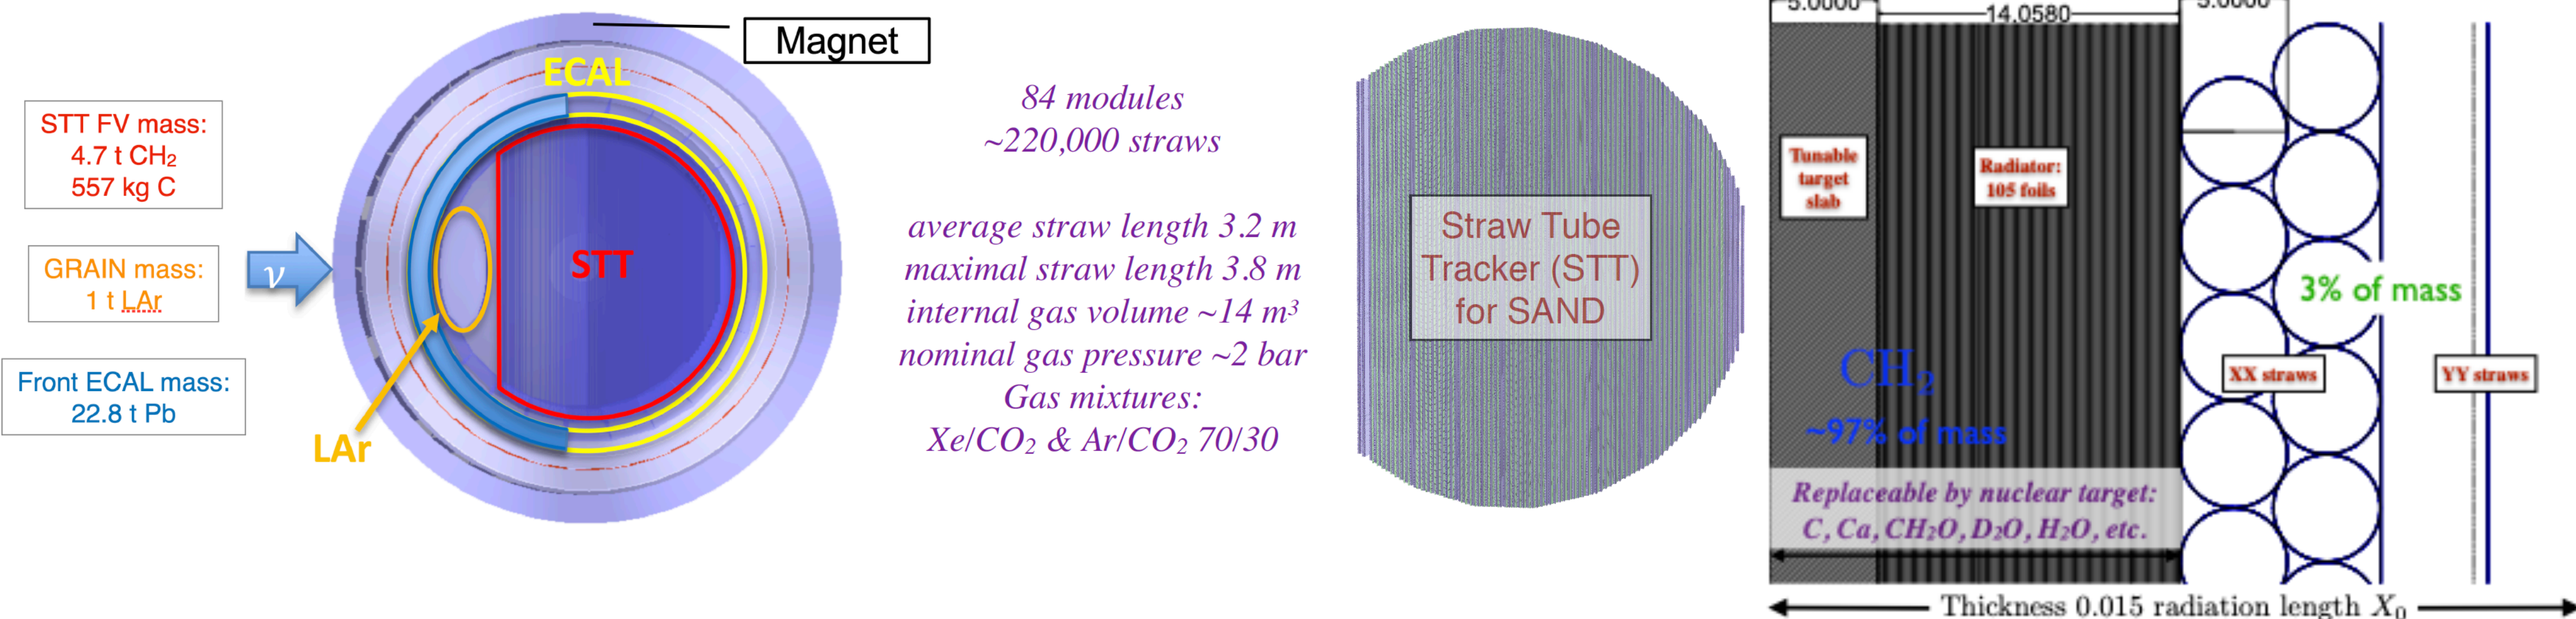 Magnet
ECAL
STT FV mass:
4.7 t CH₂
557 kg C
GRAIN mass:
1 t LAr
Front ECAL mass:
22.8 t Pb
ν
STT
LAr
84 modules
~220,000 straws
average straw length 3.2 m
maximal straw length 3.8 m
internal gas volume ~14 m³
nominal gas pressure ~2 bar
Gas mixtures:
Xe/CO₂ & Ar/CO₂ 70/30
Straw Tube
Tracker (STT)
for SAND
5.0000
14.0580
5.0000
Tunable
target
slab
Radiator:
105 foils
3% of mass
CH₂
~97% of mass
XX straws
YY straws
Replaceable by nuclear target:
C, Ca, CH₂O, D₂O, H₂O, etc.
Thickness 0.015 radiation length X₀